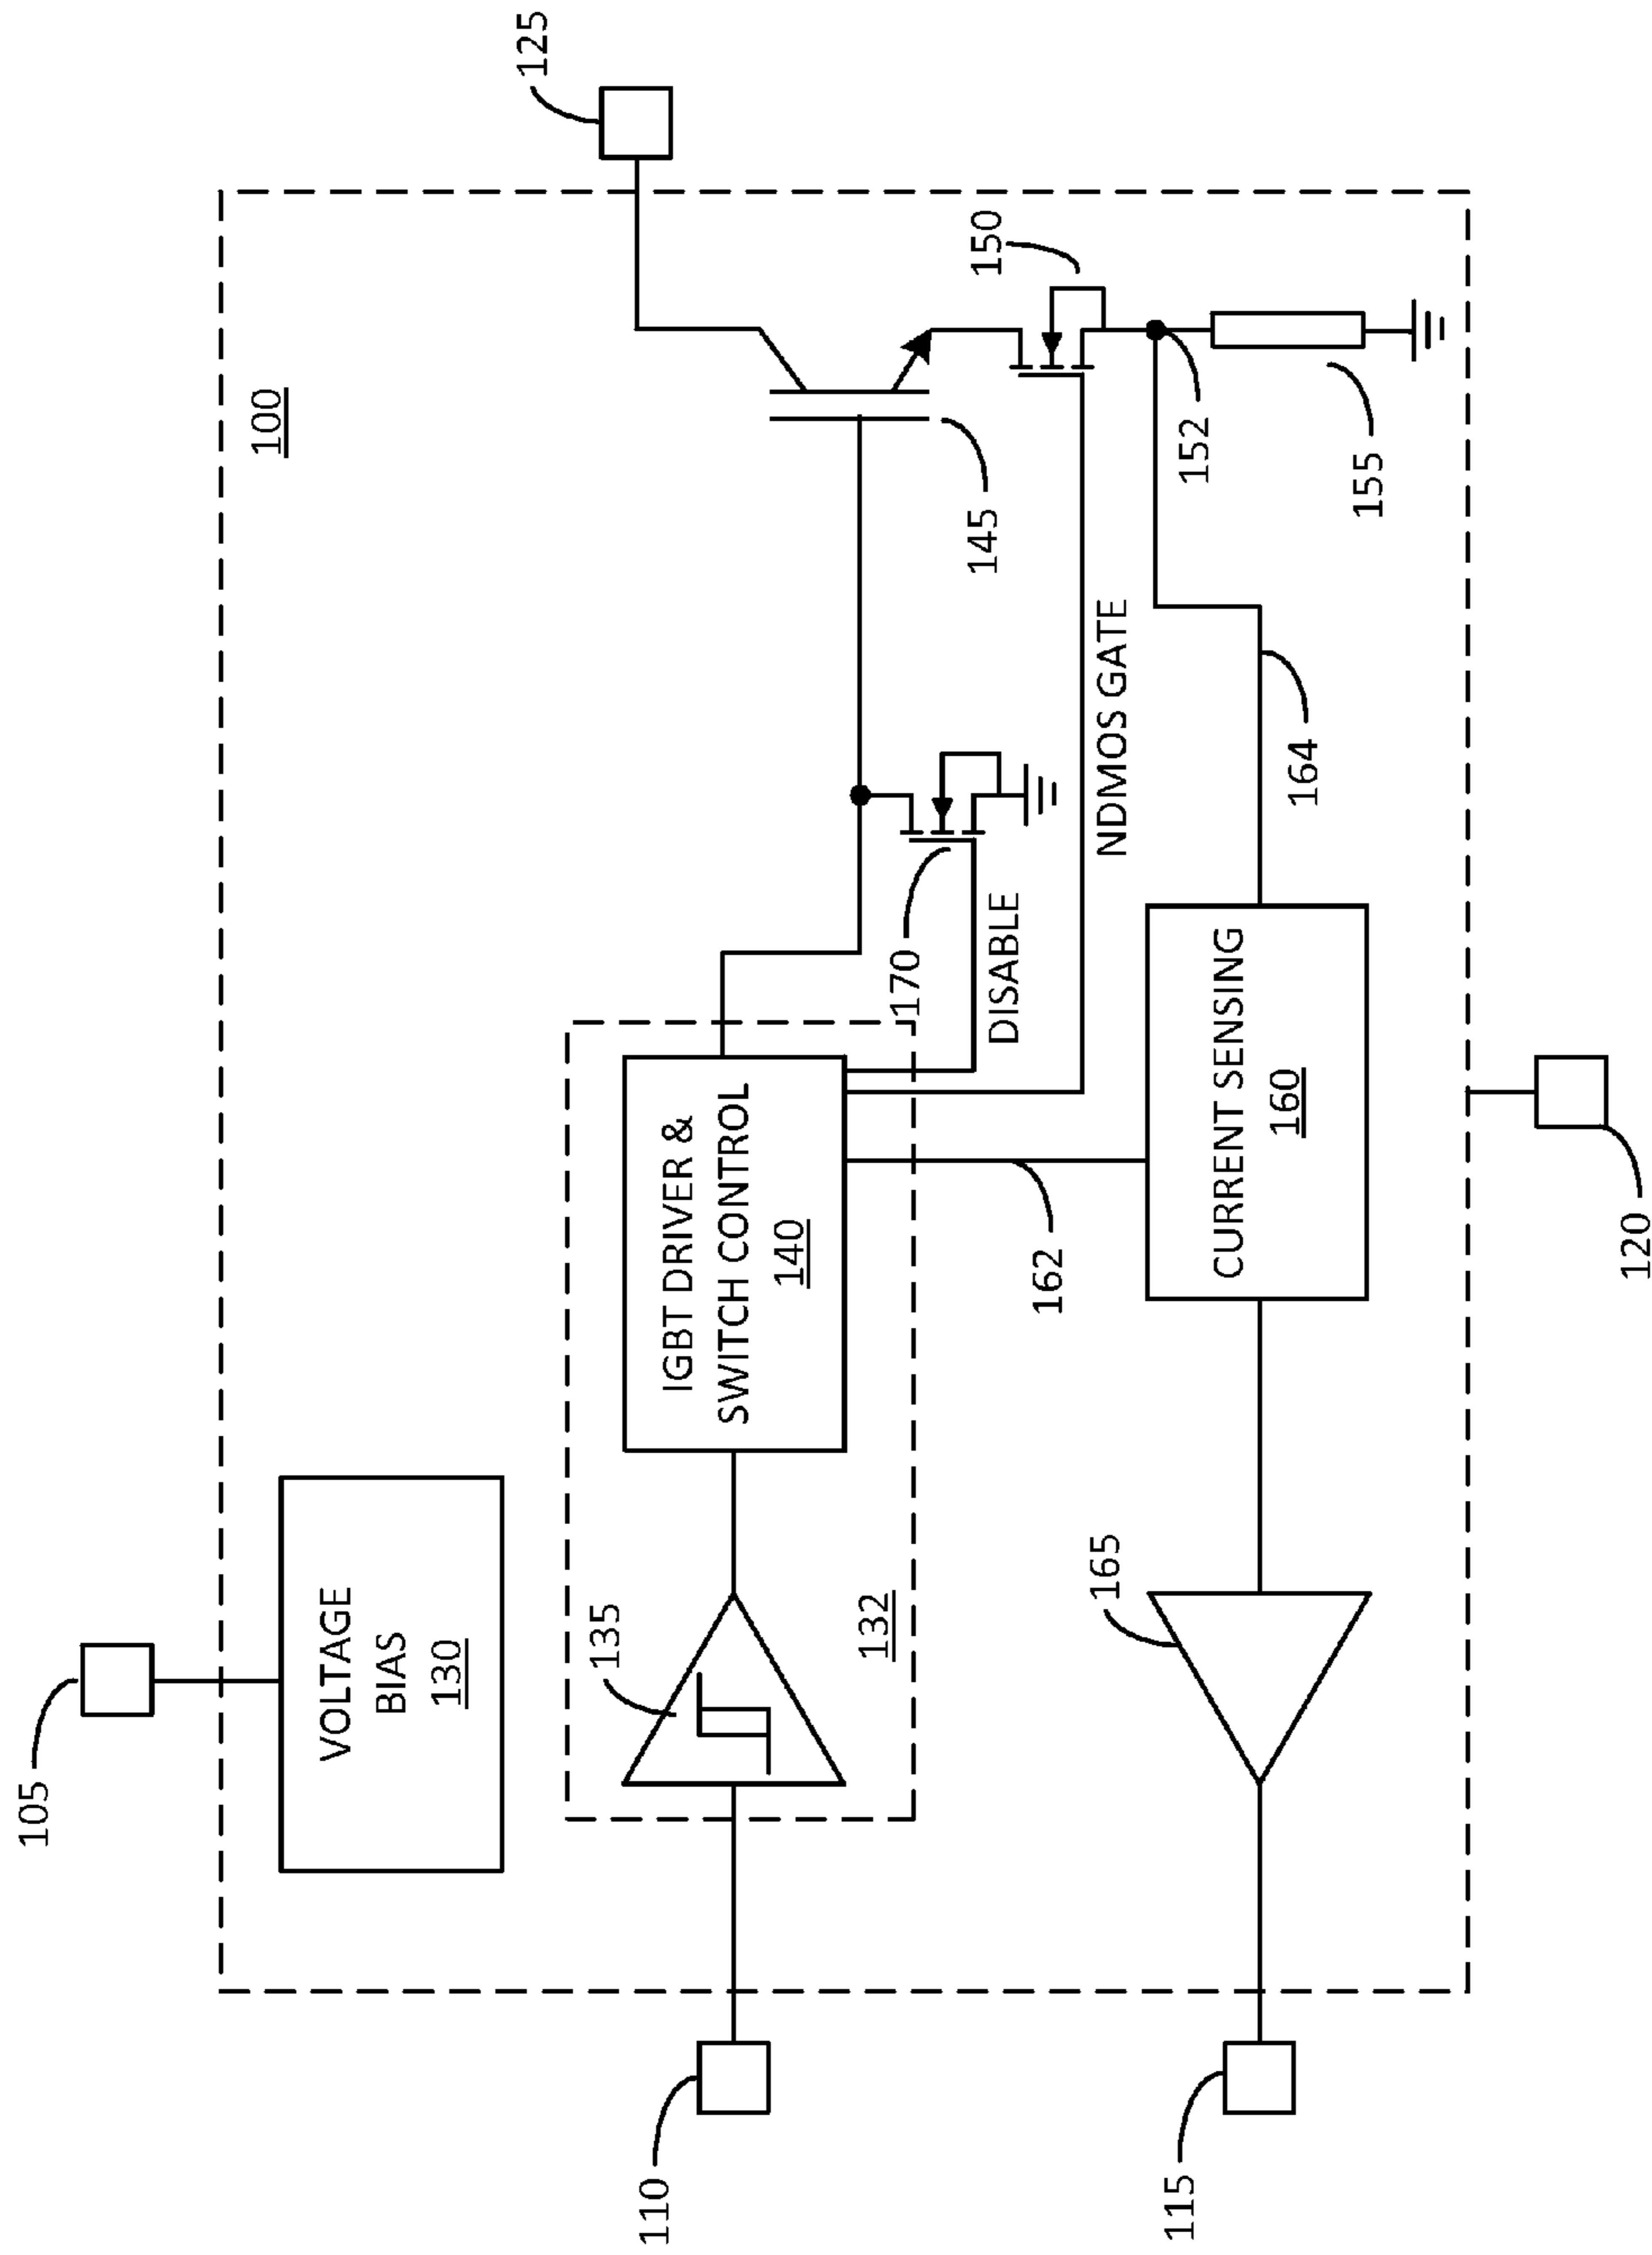 105
100
125
VOLTAGE
BIAS
130
135
132
IGBT DRIVER &
SWITCH CONTROL
140
110
145
170
DISABLE
150
NDMOS GATE
152
155
162
164
165
CURRENT SENSING
160
115
120